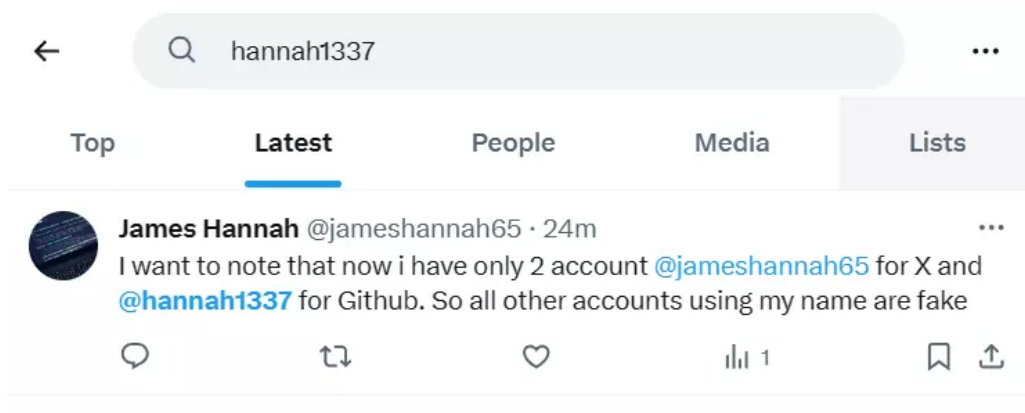 hannah1337
Top Latest People Media Lists
James Hannah @jameshannah65 · 24m
I want to note that now i have only 2 account @jameshannah65 for X and
@hannah1337 for Github. So all other accounts using my name are fake
1